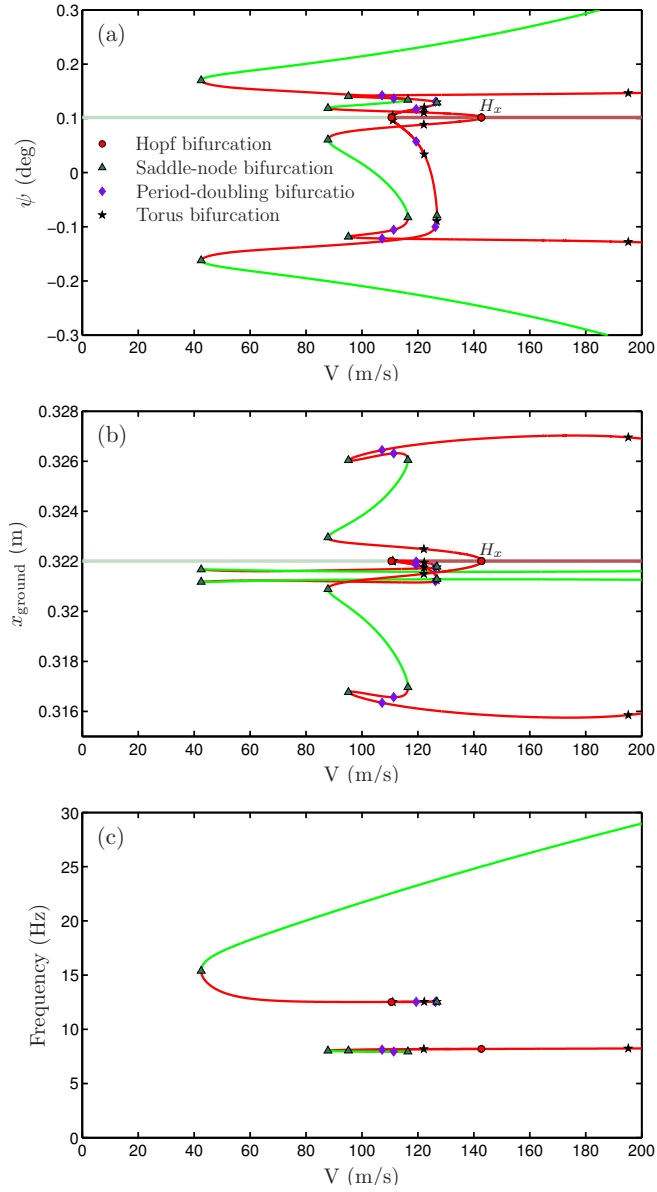 0.3
(a)
0.2
H_x
0.1
Hopf bifurcation
Saddle-node bifurcation
Period-doubling bifurcatio
Torus bifurcation
ψ (deg)
0
−0.1
−0.2
−0.3
0 20 40 60 80 100 120 140 160 180 200
V (m/s)
0.328
(b)
0.326
0.324
H_x
0.322
x_ground (m)
0.32
0.318
0.316
0 20 40 60 80 100 120 140 160 180 200
V (m/s)
30
(c)
25
20
Frequency (Hz)
15
10
5
0
0 20 40 60 80 100 120 140 160 180 200
V (m/s)